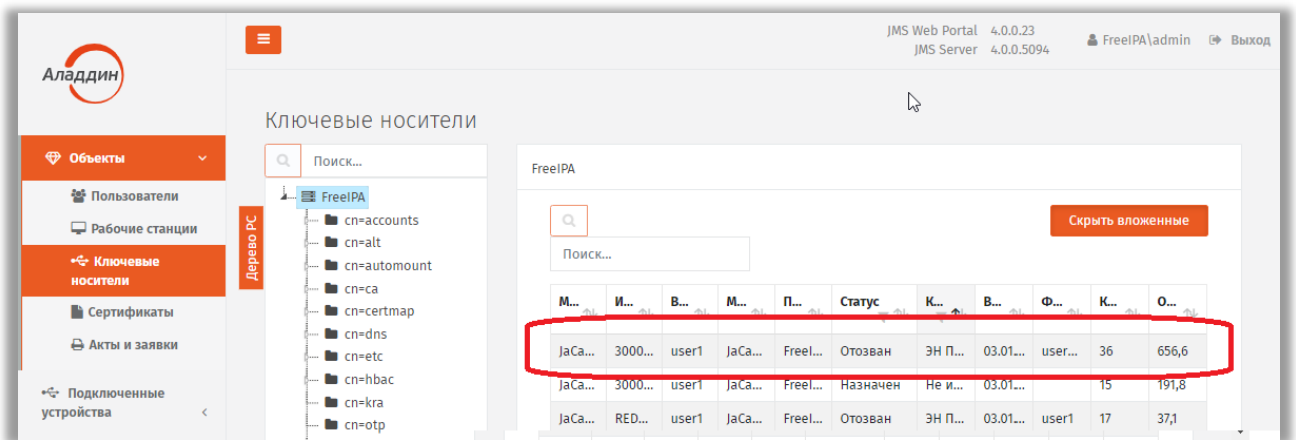 JMS Web Portal 4.0.0.23
JMS Server 4.0.0.5094
FreeIPA\admin
Выход
Аладдин
Ключевые носители
Объекты
Пользователи
Рабочие станции
Ключевые
носители
Сертификаты
Акты и заявки
Подключенные
устройства
Дерево РС
Поиск...
FreeIPA
cn=accounts
cn=alt
cn=automount
cn=ca
cn=certmap
cn=dns
cn=etc
cn=hbac
cn=kra
cn=otp
FreeIPA
Скрыть вложенные
Поиск...
М... И... В... М... П... Статус К... В... Ф... К... О...
JaCa... 3000... user1 JaCa... FreeI... Отозван ЭН П... 03.01.... user... 36 656,6
JaCa... 3000... user1 JaCa... FreeI... Назначен Не и... 03.01.... 15 191,8
JaCa... RED... user1 JaCa... FreeI... Отозван ЭН П... 03.01.... user1 17 37,1